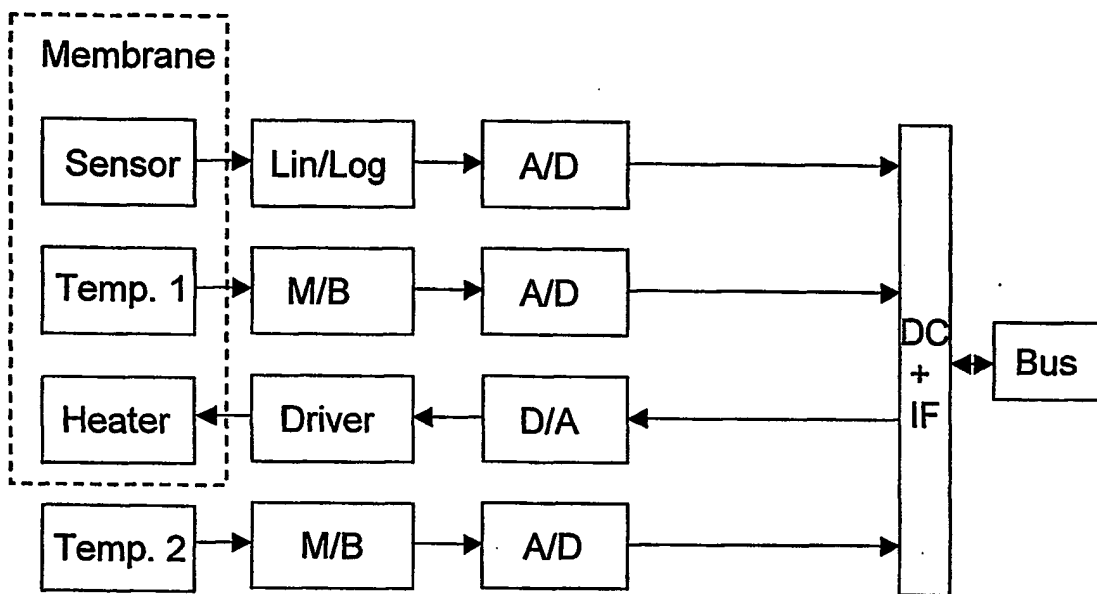 Membrane
Sensor
Lin/Log
A/D
Temp. 1
M/B
A/D
DC
+
IF
Bus
Heater
Driver
D/A
Temp. 2
M/B
A/D